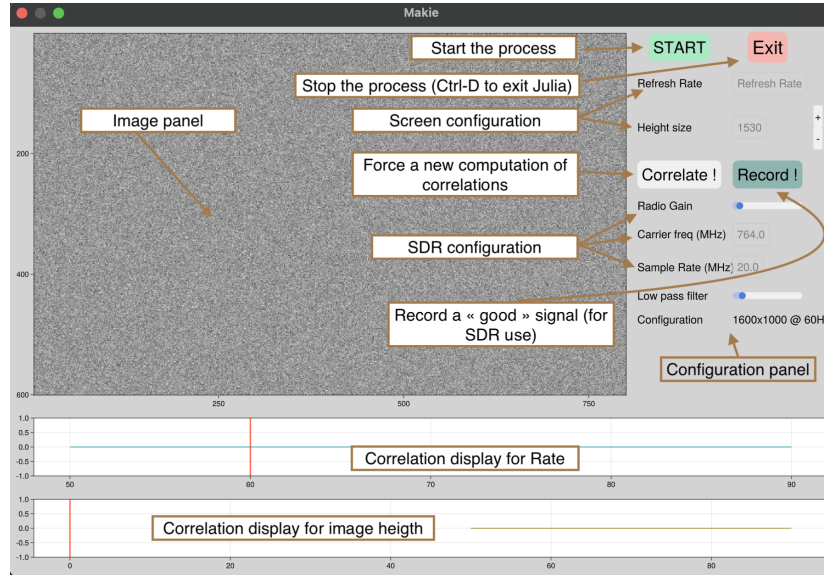 Makie
Start the process
START
Exit
Stop the process (Ctrl-D to exit Julia)
Refresh Rate
Refresh Rate
Image panel
Screen configuration
Height size
1530
+
-
200
Force a new computation of
correlations
Correlate !
Record !
Radio Gain
SDR configuration
Carrier freq (MHz)
764.0
400
Sample Rate (MHz)
20.0
Low pass filter
Record a « good » signal (for
SDR use)
Configuration
1600x1000 @ 60H
Configuration panel
600
250
500
750
1.0
0.5
0.0
-0.5
-1.0
Correlation display for Rate
50
60
70
80
90
1.0
0.5
0.0
-0.5
-1.0
Correlation display for image heigth
0
20
40
60
80